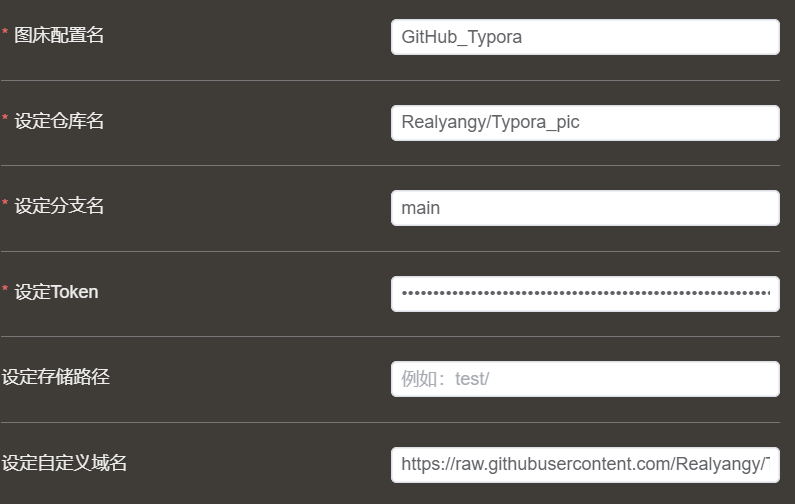 * 图床配置名
GitHub_Typora
* 设定仓库名
Realyangy/Typora_pic
* 设定分支名
main
* 设定Token
设定存储路径
例如：test/
设定自定义域名
https://raw.githubusercontent.com/Realyangy/